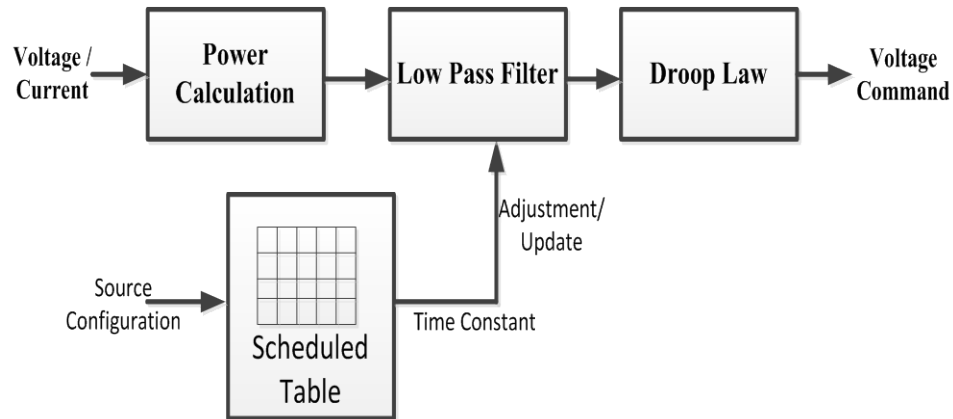 Voltage /
Current
Power
Calculation
Low Pass Filter
Droop Law
Voltage
Command
Adjustment/
Update
Source
Configuration
Time Constant
Scheduled
Table